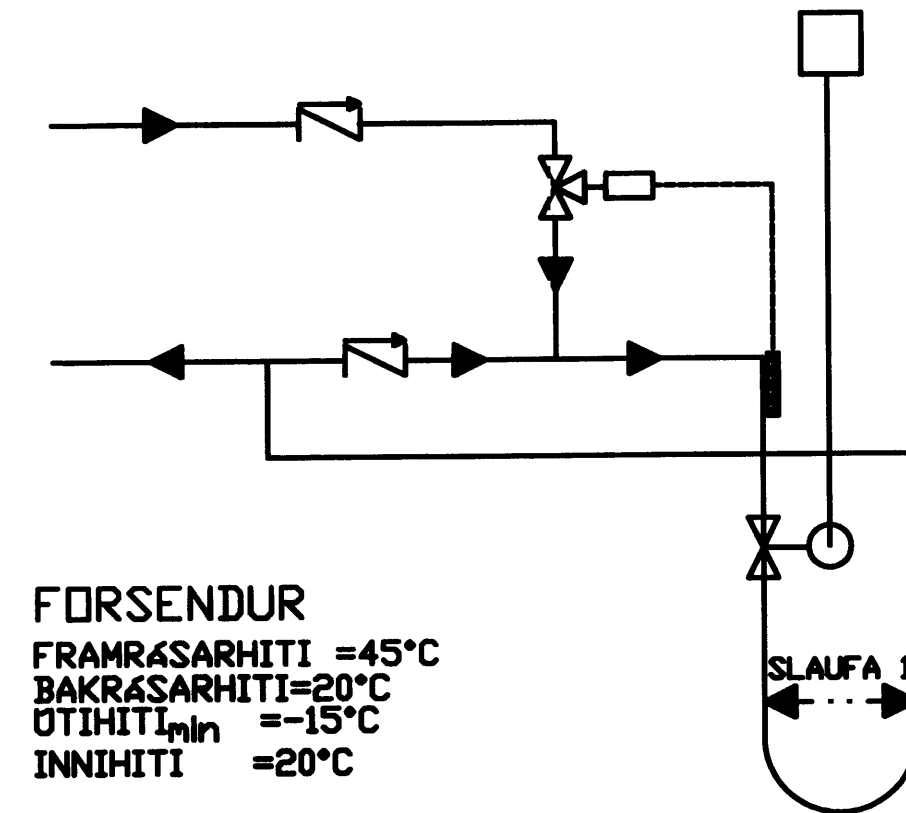 FORSENDUR
FRAMRÁSARHITI =45°C
BAKRÁSARHITI=20°C
ÚTIHITImin =-15°C
INNIHITI =20°C
SLAUFA 1